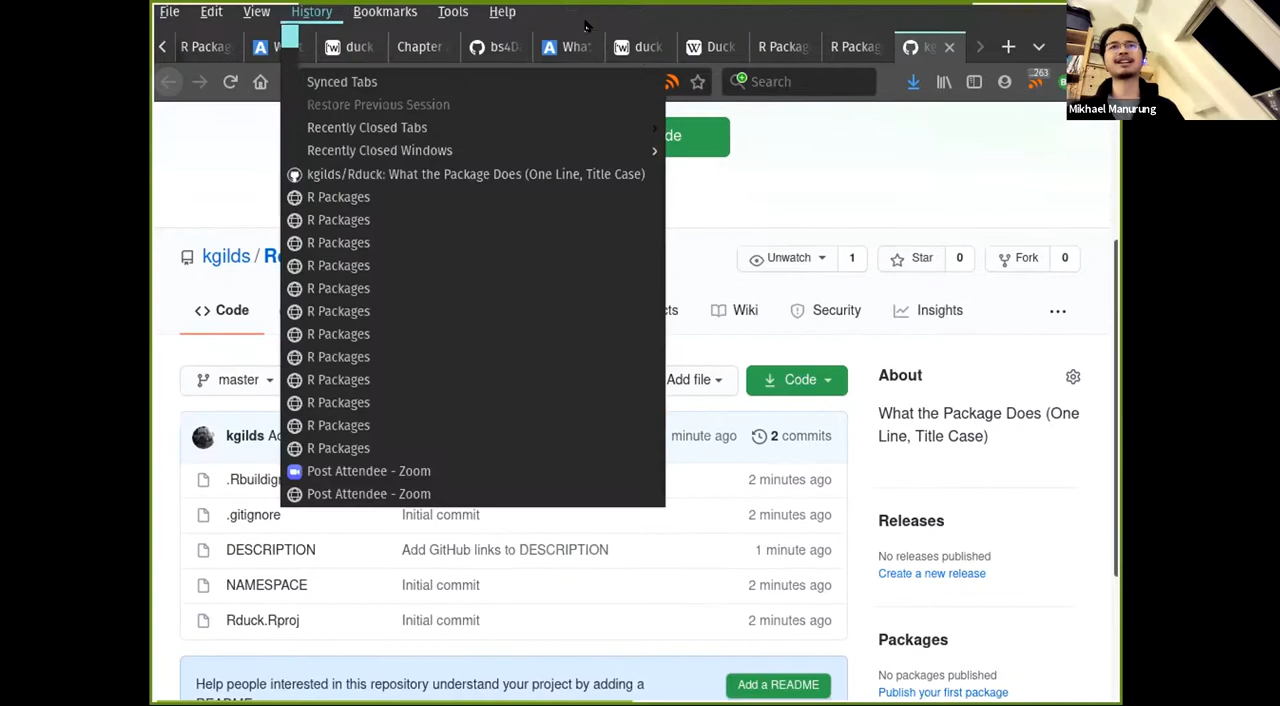 File Edit View History Bookmarks Tools Help
R Packag W duck Chapter bs4D What duck Duck R Packag R Packag kg
Search 263
Mikhael Manurung
Synced Tabs
Restore Previous Session
Recently Closed Tabs
Recently Closed Windows
kgilds/Rduck: What the Package Does (One Line, Title Case)
R Packages
R Packages
R Packages
R Packages
R Packages
R Packages
R Packages
R Packages
R Packages
R Packages
R Packages
R Packages
Post Attendee - Zoom
Post Attendee - Zoom
de
kgilds / R
Unwatch 1 Star 0 Fork 0
Code cts Wiki Security Insights
master Add file Code
kgilds Ad minute ago 2 commits
.Rbuildig 2 minutes ago
.gitignore Initial commit 2 minutes ago
DESCRIPTION Add GitHub links to DESCRIPTION 1 minute ago
NAMESPACE Initial commit 2 minutes ago
Rduck.Rproj Initial commit 2 minutes ago
Help people interested in this repository understand your project by adding a
README.
Add a README
About
What the Package Does (One
Line, Title Case)
Releases
No releases published
Create a new release
Packages
No packages published
Publish your first package